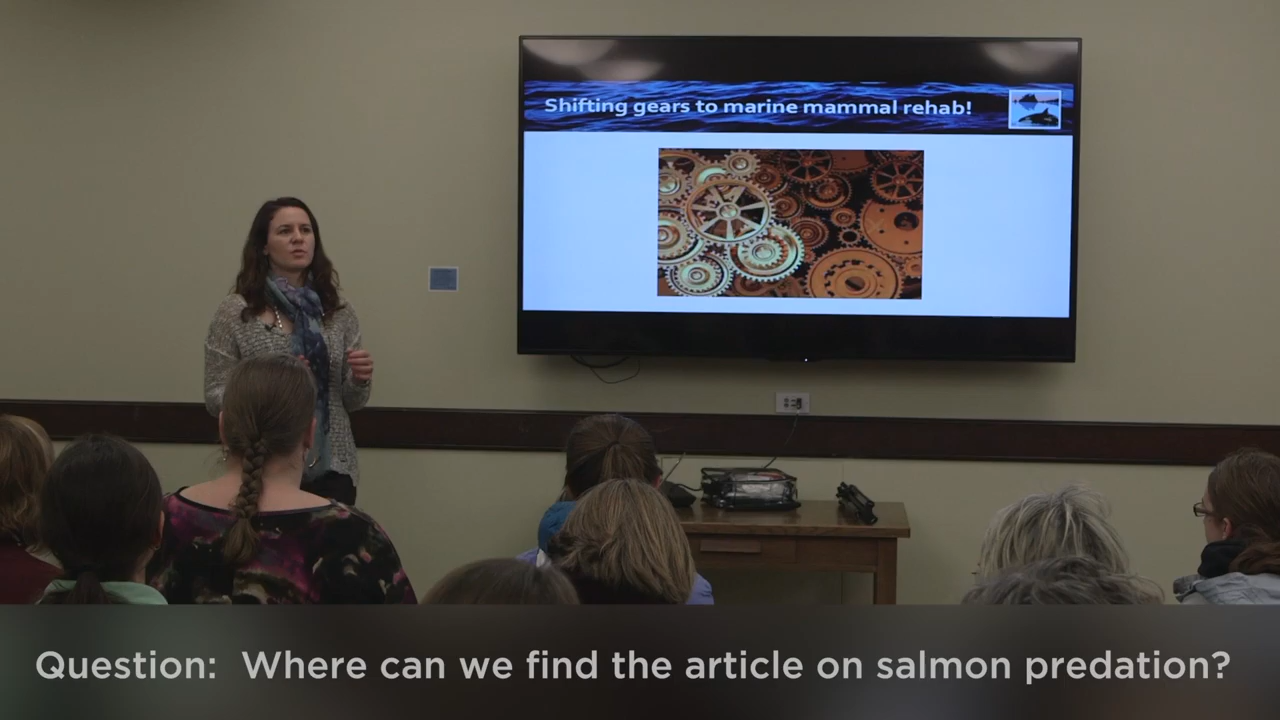 Shifting gears to marine mammal rehab!
Question: Where can we find the article on salmon predation?